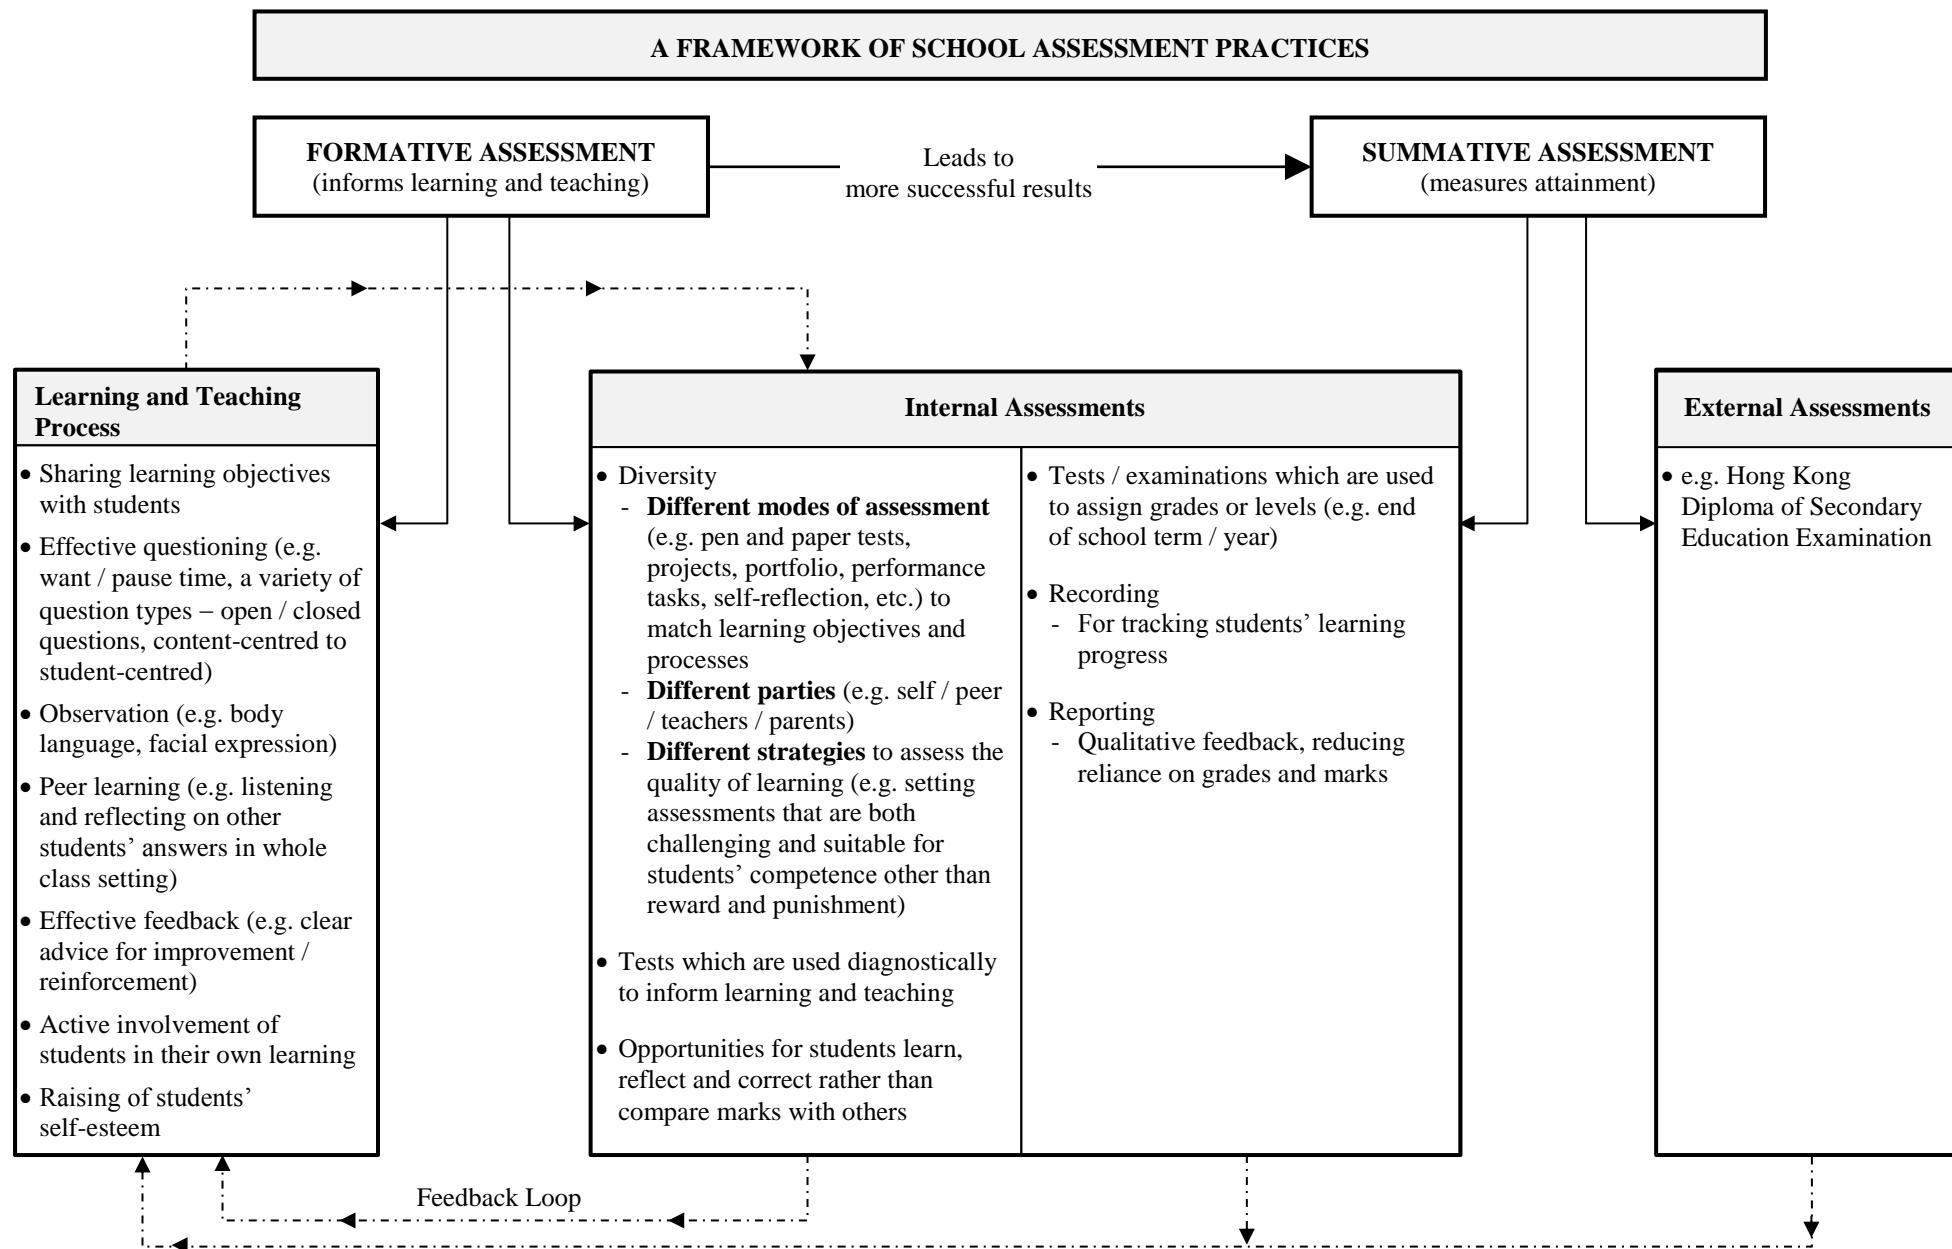 A FRAMEWORK OF SCHOOL ASSESSMENT PRACTICES
FORMATIVE ASSESSMENT
(informs learning and teaching)
Leads to
more successful results
SUMMATIVE ASSESSMENT
(measures attainment)
Learning and Teaching
Process
• Sharing learning objectives
with students
• Effective questioning (e.g.
want / pause time, a variety of
question types – open / closed
questions, content-centred to
student-centred)
• Observation (e.g. body
language, facial expression)
• Peer learning (e.g. listening
and reflecting on other
students’ answers in whole
class setting)
• Effective feedback (e.g. clear
advice for improvement /
reinforcement)
• Active involvement of
students in their own learning
• Raising of students’
self-esteem
Internal Assessments
• Diversity
- Different modes of assessment
(e.g. pen and paper tests,
projects, portfolio, performance
tasks, self-reflection, etc.) to
match learning objectives and
processes
- Different parties (e.g. self / peer
/ teachers / parents)
- Different strategies to assess the
quality of learning (e.g. setting
assessments that are both
challenging and suitable for
students’ competence other than
reward and punishment)
• Tests which are used diagnostically
to inform learning and teaching
• Opportunities for students learn,
reflect and correct rather than
compare marks with others
• Tests / examinations which are used
to assign grades or levels (e.g. end
of school term / year)
• Recording
- For tracking students’ learning
progress
• Reporting
- Qualitative feedback, reducing
reliance on grades and marks
External Assessments
• e.g. Hong Kong
Diploma of Secondary
Education Examination
Feedback Loop